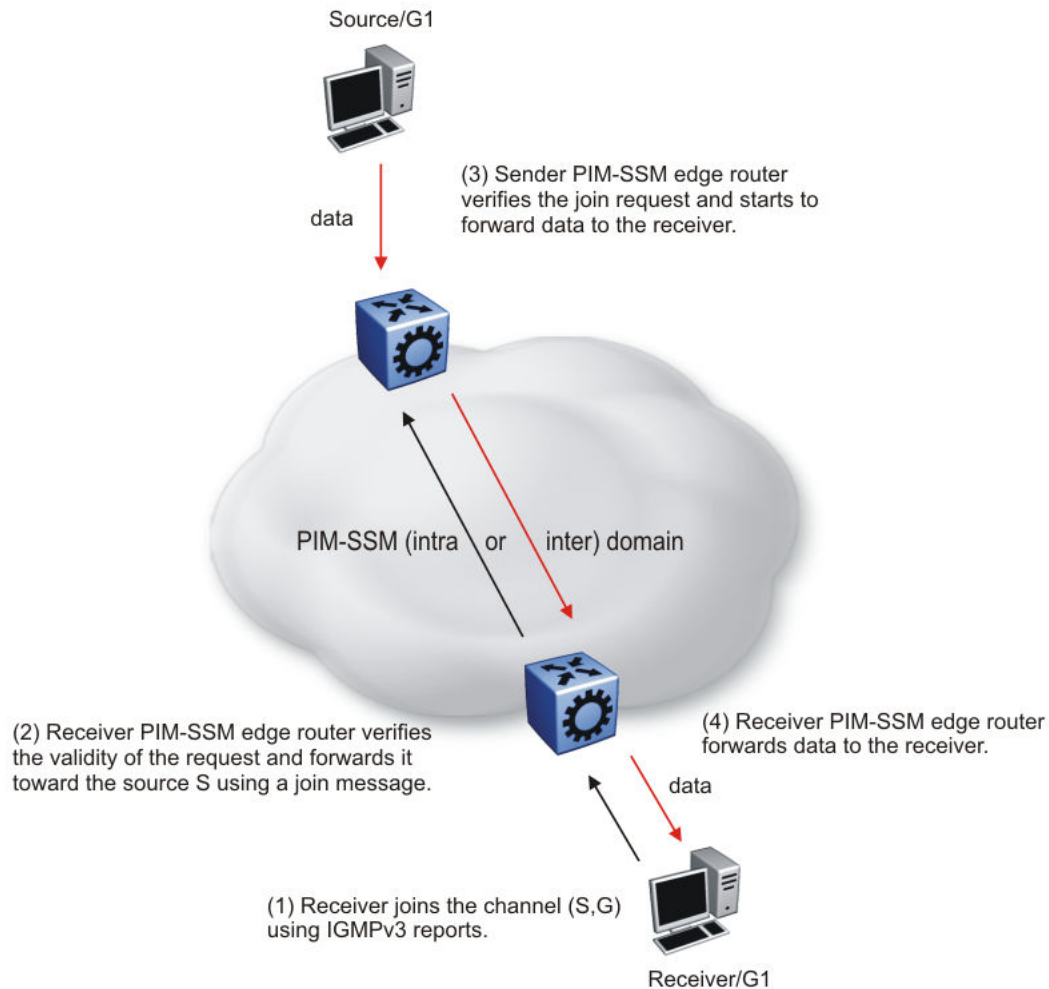 Source/G1
(3) Sender PIM-SSM edge router
verifies the join request and starts to
forward data to the receiver.
data
PIM-SSM (intra or inter) domain
(2) Receiver PIM-SSM edge router verifies
the validity of the request and forwards it
toward the source S using a join message.
(4) Receiver PIM-SSM edge router
forwards data to the receiver.
data
(1) Receiver joins the channel (S,G)
using IGMPv3 reports.
Receiver/G1